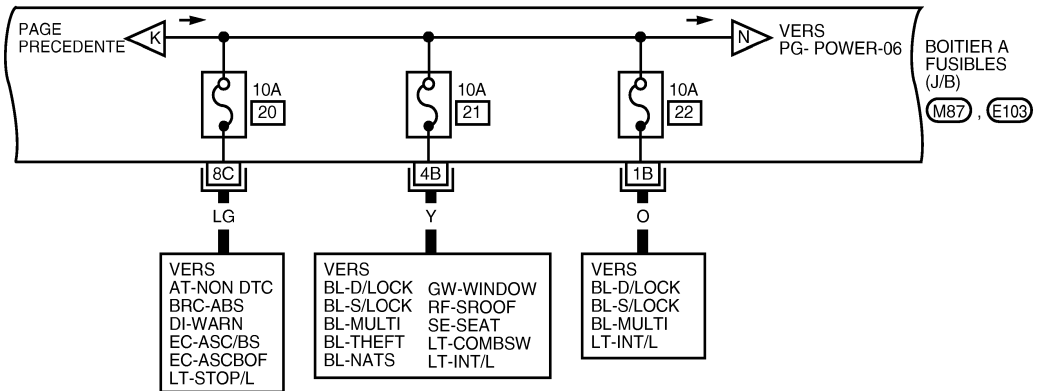 PAGE
PRECEDENTE
K
N
VERS
PG- POWER-06
BOITIER A
FUSIBLES
(J/B)
M87 , E103
10A
20
10A
21
10A
22
8C
4B
1B
LG
Y
O
VERS
AT-NON DTC
BRC-ABS
DI-WARN
EC-ASC/BS
EC-ASCBOF
LT-STOP/L
VERS
BL-D/LOCK
BL-S/LOCK
BL-MULTI
BL-THEFT
BL-NATS
GW-WINDOW
RF-SROOF
SE-SEAT
LT-COMBSW
LT-INT/L
VERS
BL-D/LOCK
BL-S/LOCK
BL-MULTI
LT-INT/L